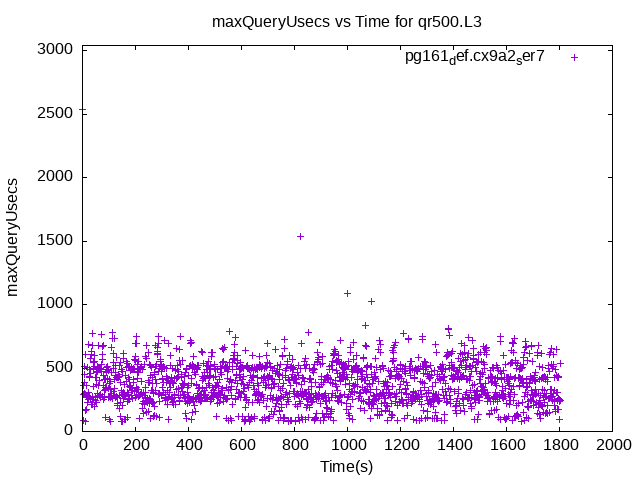 maxQueryUsecs vs Time for qr500.L3
pg161def.cx9a2ser7
3000
2500
2000
1500
1000
500
0
maxQueryUsecs
0 200 400 600 800 1000 1200 1400 1600 1800 2000
Time(s)